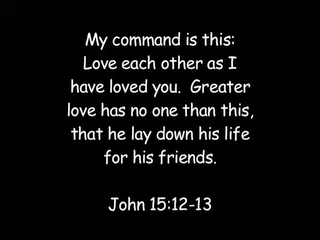 My command is this:
Love each other as I
have loved you.  Greater
love has no one than this,
that he lay down his life
for his friends.
John 15:12-13